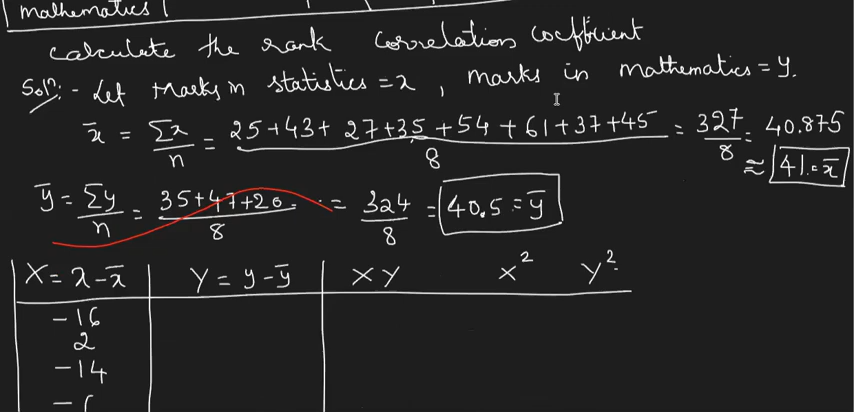 mathematics
calculate the rank correlation coefficient
Solⁿ:- Let marks in statistics = x, marks in mathematics = y.
x̄ = Σx/n = (25+43+27+35+54+61+37+45)/8 = 327/8 = 40.875
≈ 41 = x̄
ȳ = Σy/n = (35+47+20...)/8 = 324/8 = 40.5 = ȳ
X = x-x̄ Y = y-ȳ XY X² Y²
-16
2
-14